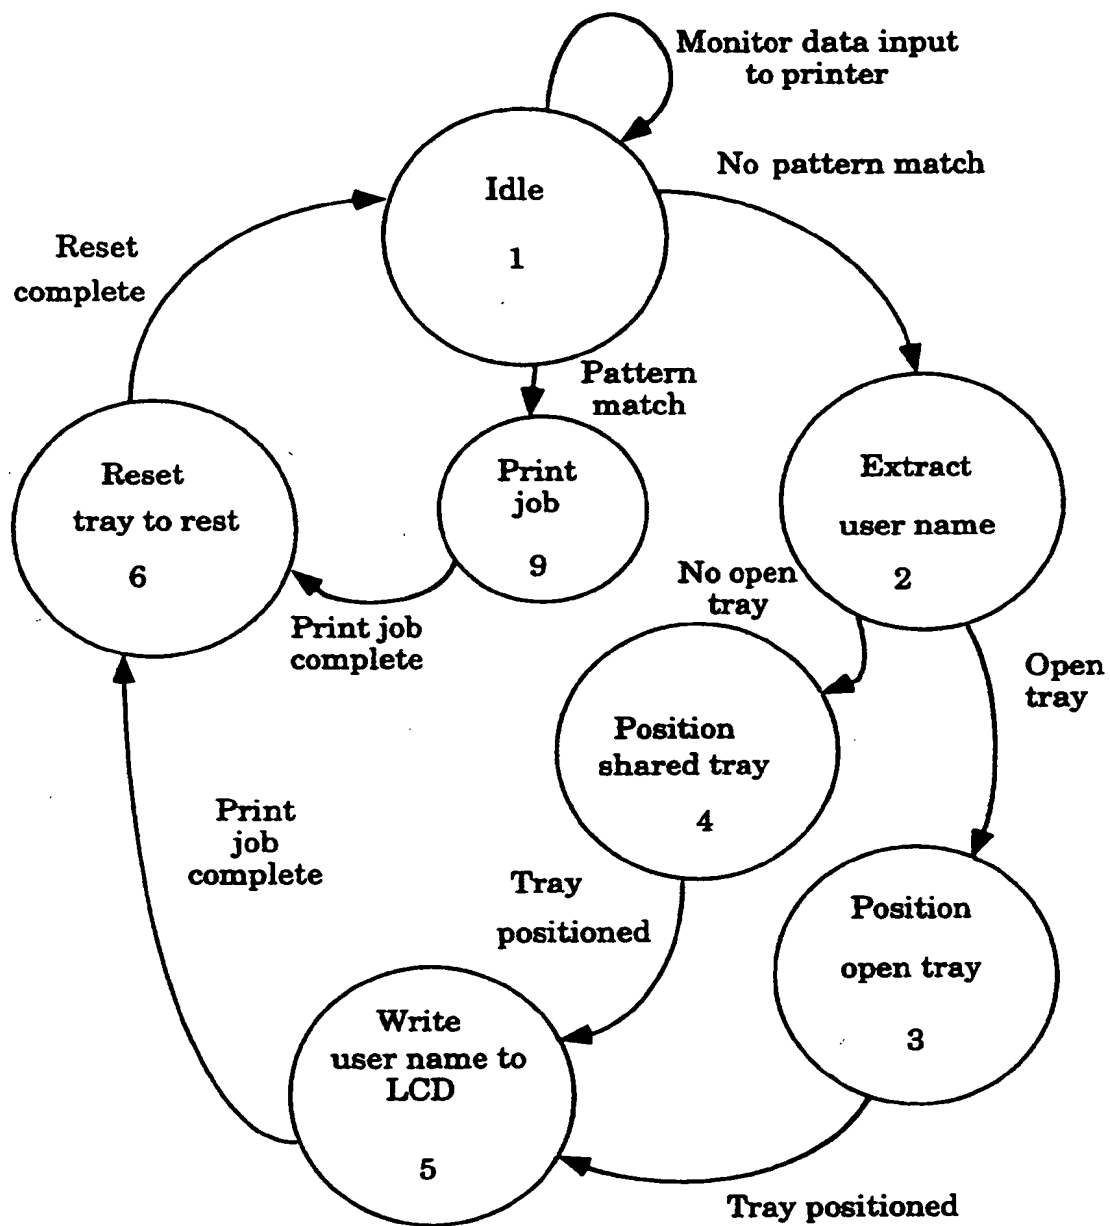 Monitor data input
to printer
No pattern match
Idle
1
Reset
complete
Pattern
match
Reset
tray to rest
6
Print
job
9
Extract
user name
2
No open
tray
Print job
complete
Open
tray
Position
shared tray
4
Print
job
complete
Tray
positioned
Position
open tray
3
Write
user name to
LCD
5
Tray positioned